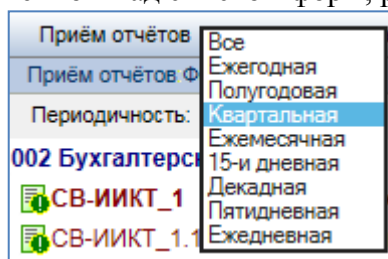 Приём отчётов
Все
Ежегодная
Приём отчётов Ф
Полугодовая
Периодичность:
Квартальная
Ежемесячная
002 Бухгалтерск
15-и дневная
Декадная
СВ-ИИКТ_1
Пятидневная
СВ-ИИКТ_1.1
Ежедневная